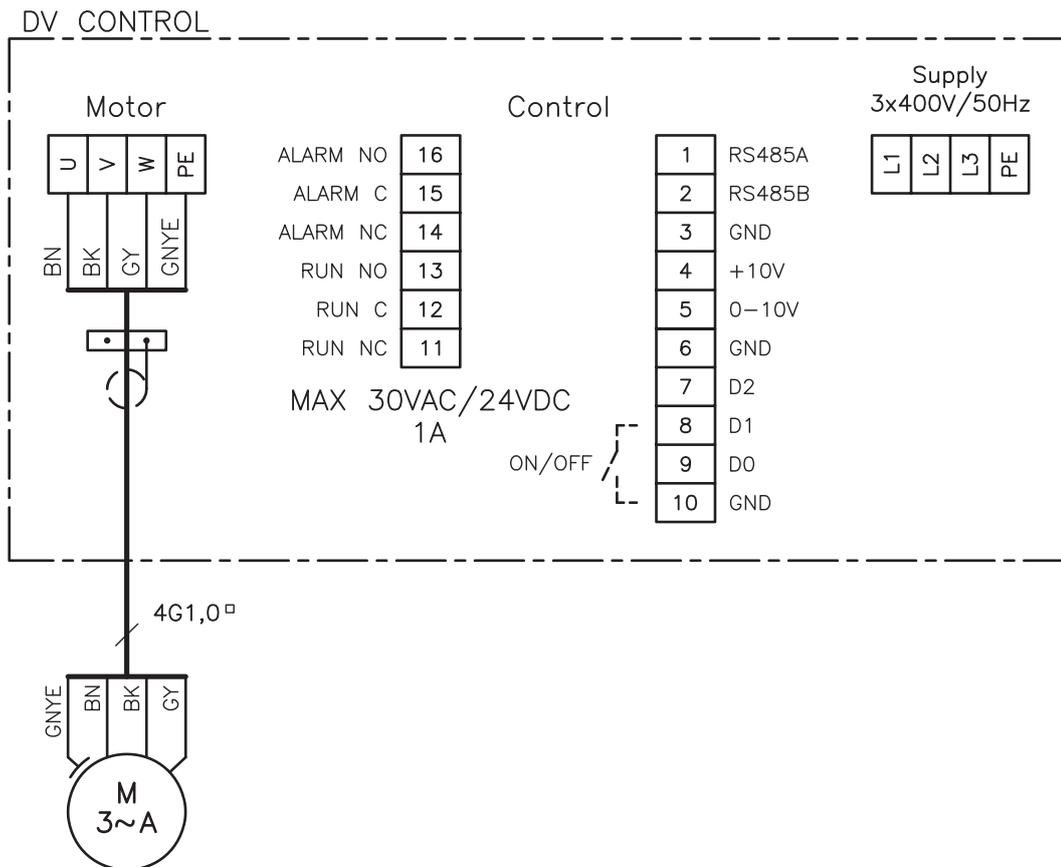 DV CONTROL
Motor
Control
Supply
3x400V/50Hz
U V W PE
L1 L2 L3 PE
BN BK GY GNYE
ALARM NO 16
ALARM C 15
ALARM NC 14
RUN NO 13
RUN C 12
RUN NC 11
MAX 30VAC/24VDC
1A
1 RS485A
2 RS485B
3 GND
4 +10V
5 0-10V
6 GND
7 D2
8 D1
9 D0
10 GND
ON/OFF
4G1,0□
GNYE BN BK GY
M
3~A